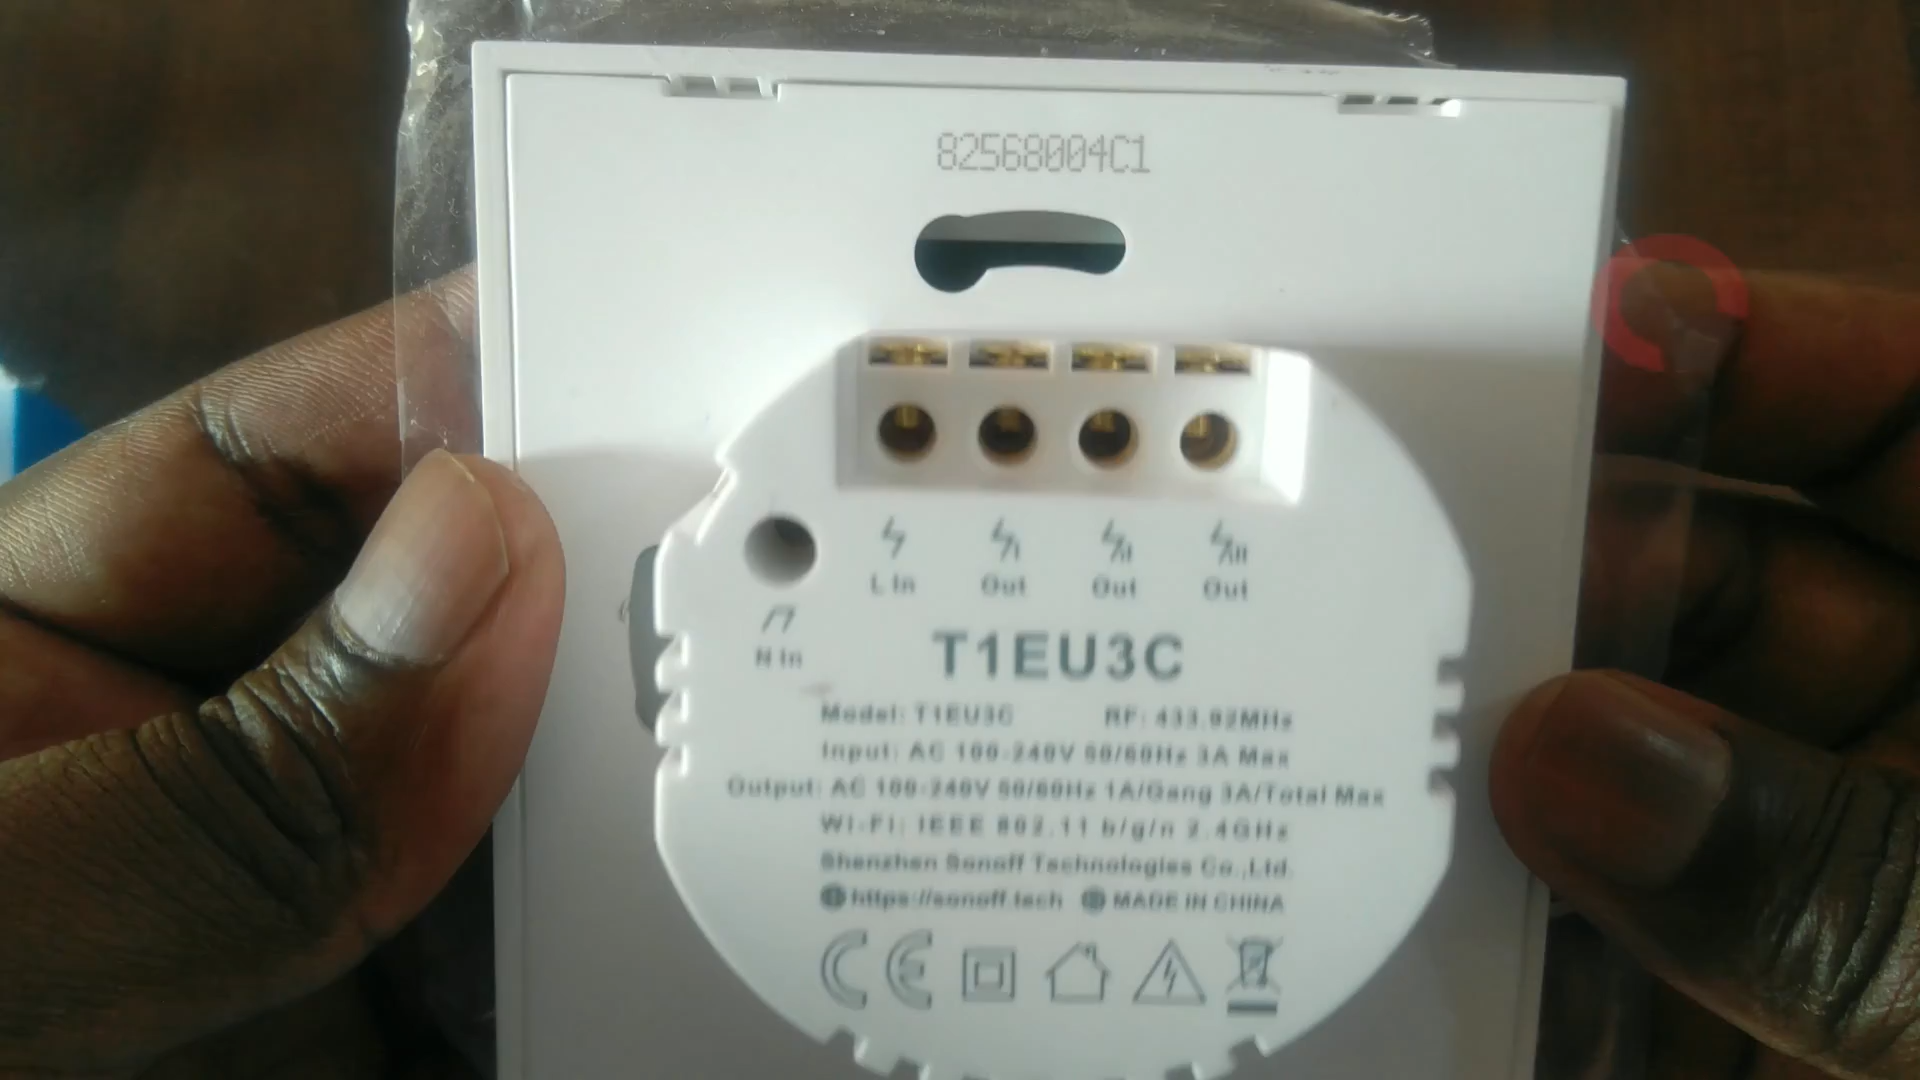 82568004C1
L In Out Out Out
N In
T1EU3C
Model: T1EU3C RF: 433.92MHz
Input: AC 100-240V 50/60Hz 3A Max
Output: AC 100-240V 50/60Hz 1A/Gang 3A/Total Max
Wi-Fi: IEEE 802.11 b/g/n 2.4GHz
Shenzhen Sonoff Technologies Co.,Ltd.
https://sonoff.tech MADE IN CHINA
CE